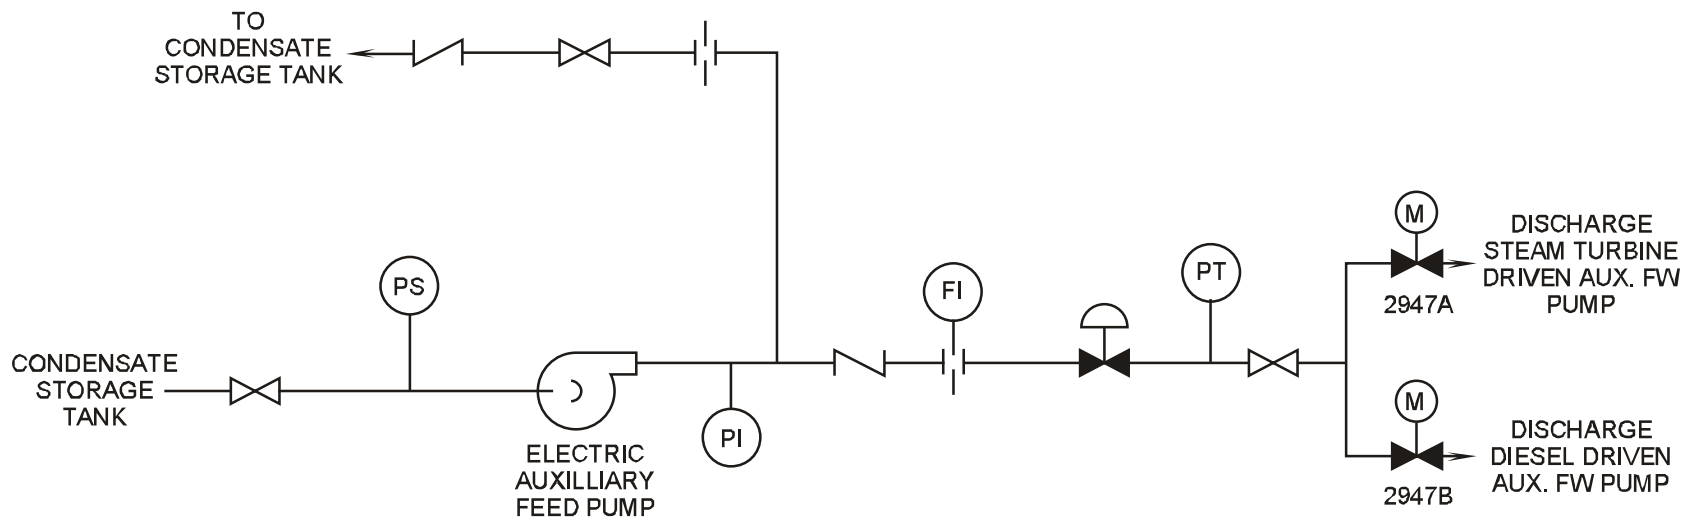 TO
CONDENSATE
STORAGE TANK
M
DISCHARGE
STEAM TURBINE
DRIVEN AUX. FW
PUMP
2947A
PS
FI
PT
CONDENSATE
STORAGE
TANK
PI
ELECTRIC
AUXILLIARY
FEED PUMP
M
DISCHARGE
DIESEL DRIVEN
AUX. FW PUMP
2947B